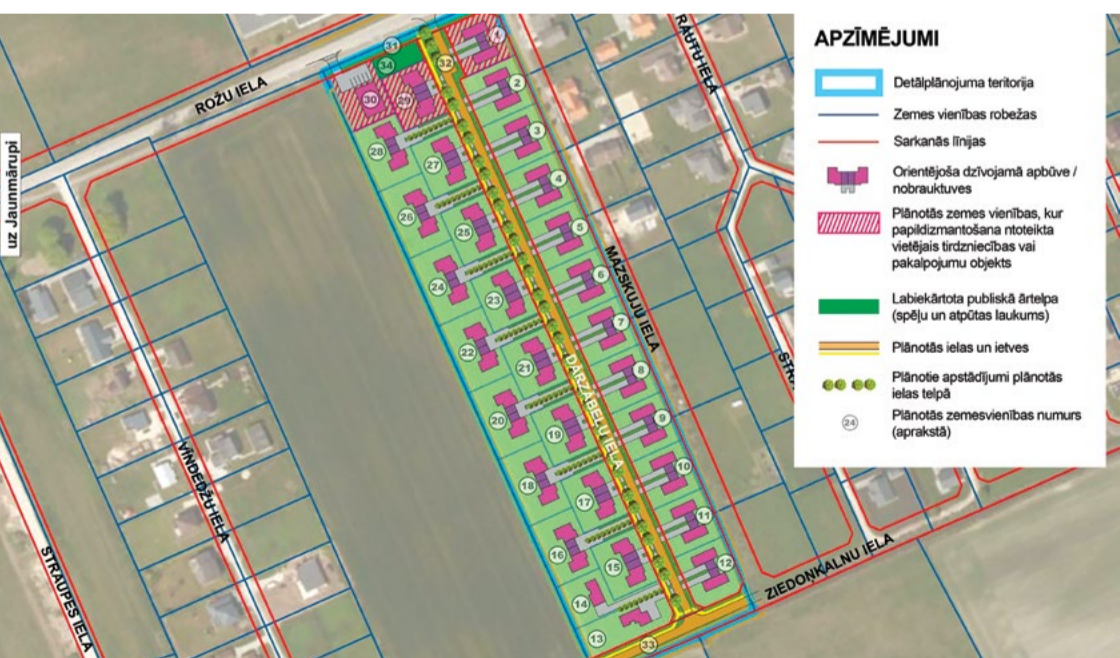 APZĪMĒJUMI
Detālplānojuma teritorija
Zemes vienības robežas
Sarkanās līnijas
Orientējoša dzīvojamā apbūve /
nobrauktuves
Plānotās zemes vienības, kur
papildizmantošana ntoteikta
vietējais tirdzniecības vai
pakalpojumu objekts
Labiekārtota publiskā ārtelpa
(spēļu un atpūtas laukums)
Plānotās ielas un ietves
Plānotie apstādījumi plānotās
ielas telpā
24
Plānotās zemesvienības numurs
(aprakstā)
uz Jaunmārupi
ROŽU IELA
RAUTU IELA
MAZSKUJU IELA
DĀRZĀBEĻU IELA
VĪNDEDŽU IELA
STRAUPES IELA
ZIEDOŅKALNU IELA
31
34
32
1
30
29
2
28
27
3
26
25
4
24
23
5
22
21
6
20
19
7
18
17
8
16
15
9
14
13
10
11
12
33